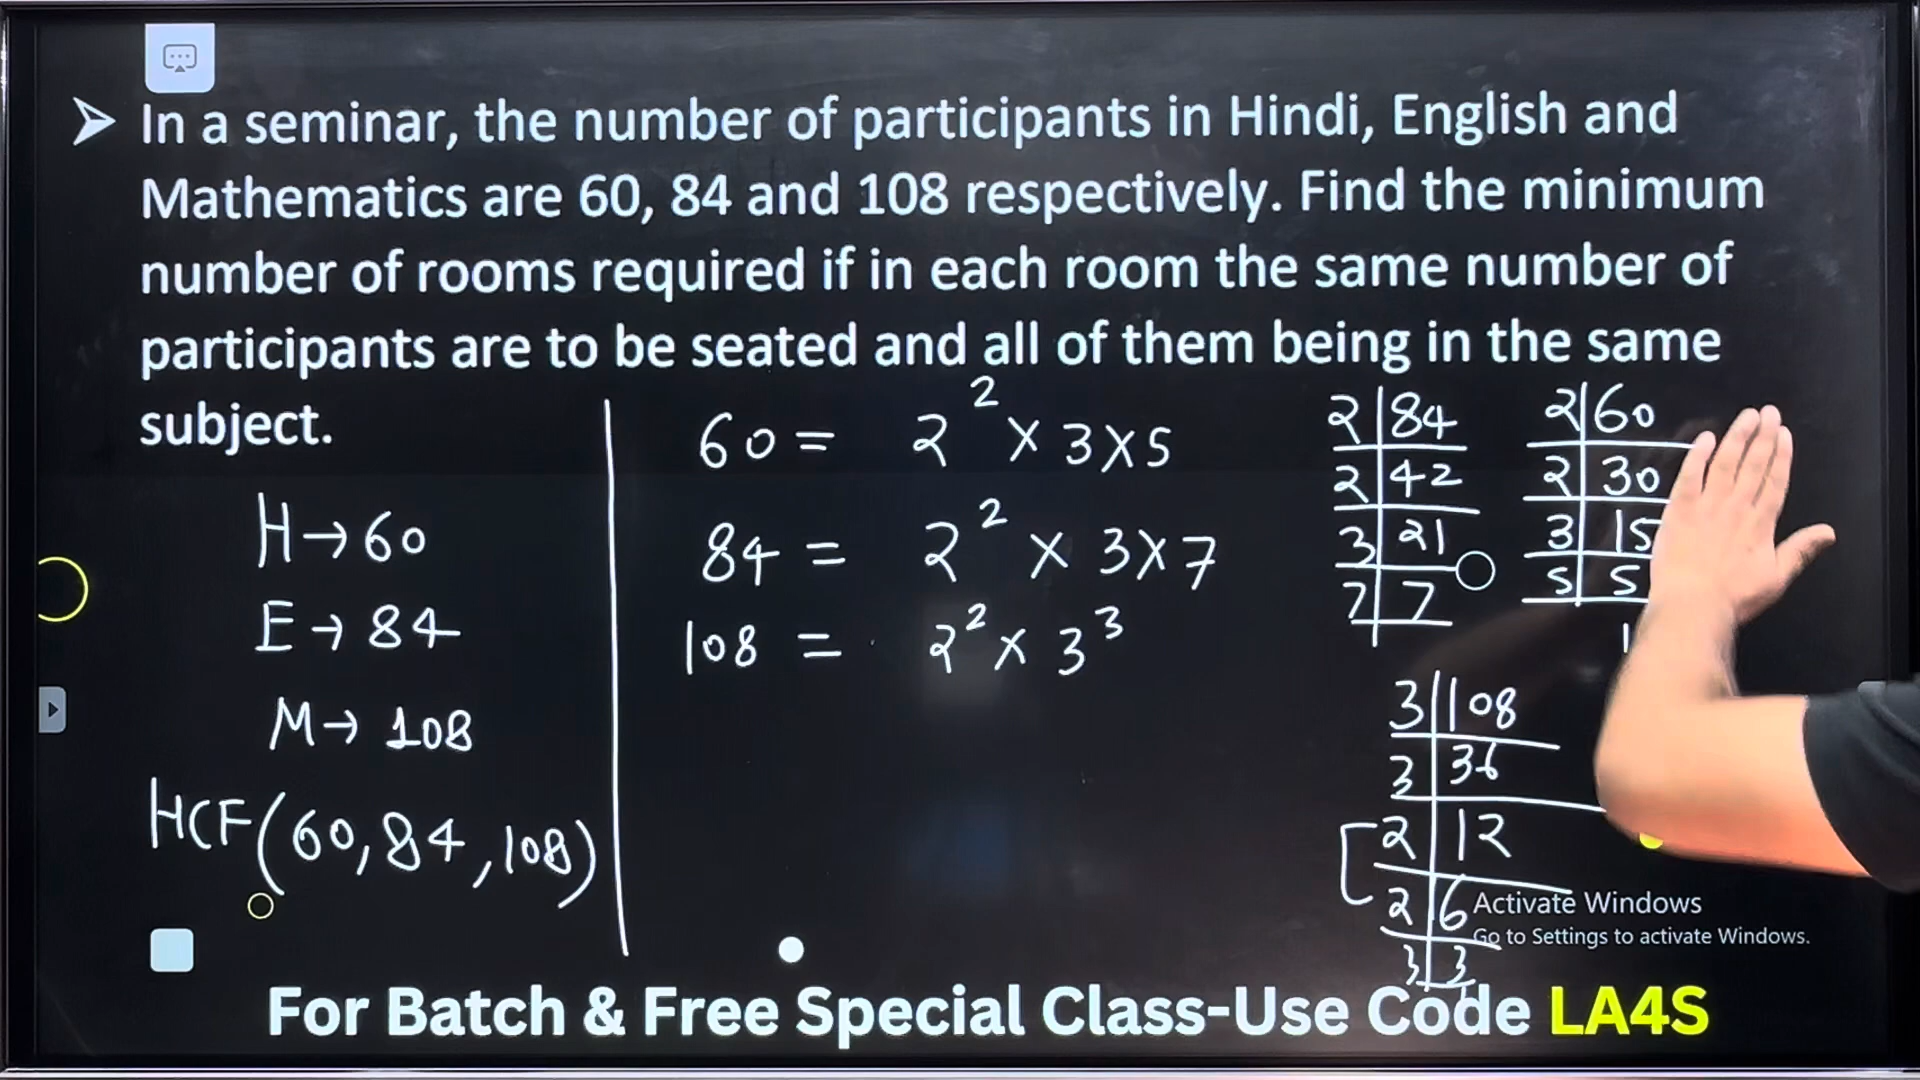 ➤ In a seminar, the number of participants in Hindi, English and
Mathematics are 60, 84 and 108 respectively. Find the minimum
number of rooms required if in each room the same number of
participants are to be seated and all of them being in the same
subject.
H → 60
E → 84
M → 108
HCF (60, 84, 108)
60 = 2² × 3 × 5
84 = 2² × 3 × 7
108 = 2² × 3³
2 | 84
2 | 42
3 | 21
7 | 7
2 | 60
2 | 30
3 | 15
5 | 5
1
3 | 108
3 | 36
2 | 12
2 | 6
3 | 3
Activate Windows
Go to Settings to activate Windows.
For Batch & Free Special Class-Use Code LA4S